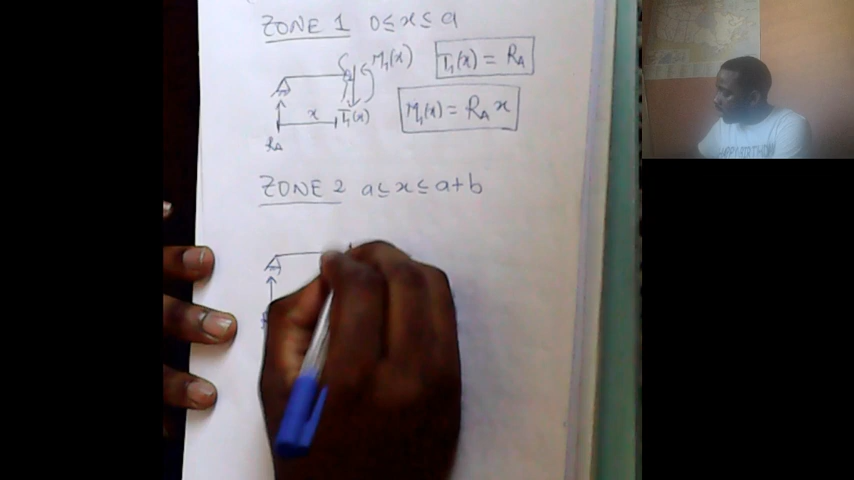 ZONE 1 0 ≤ x ≤ a
M₁(x)
T₁(x) = R_A
x T₁(x)
M₁(x) = R_A x
R_A
ZONE 2 a ≤ x ≤ a+b